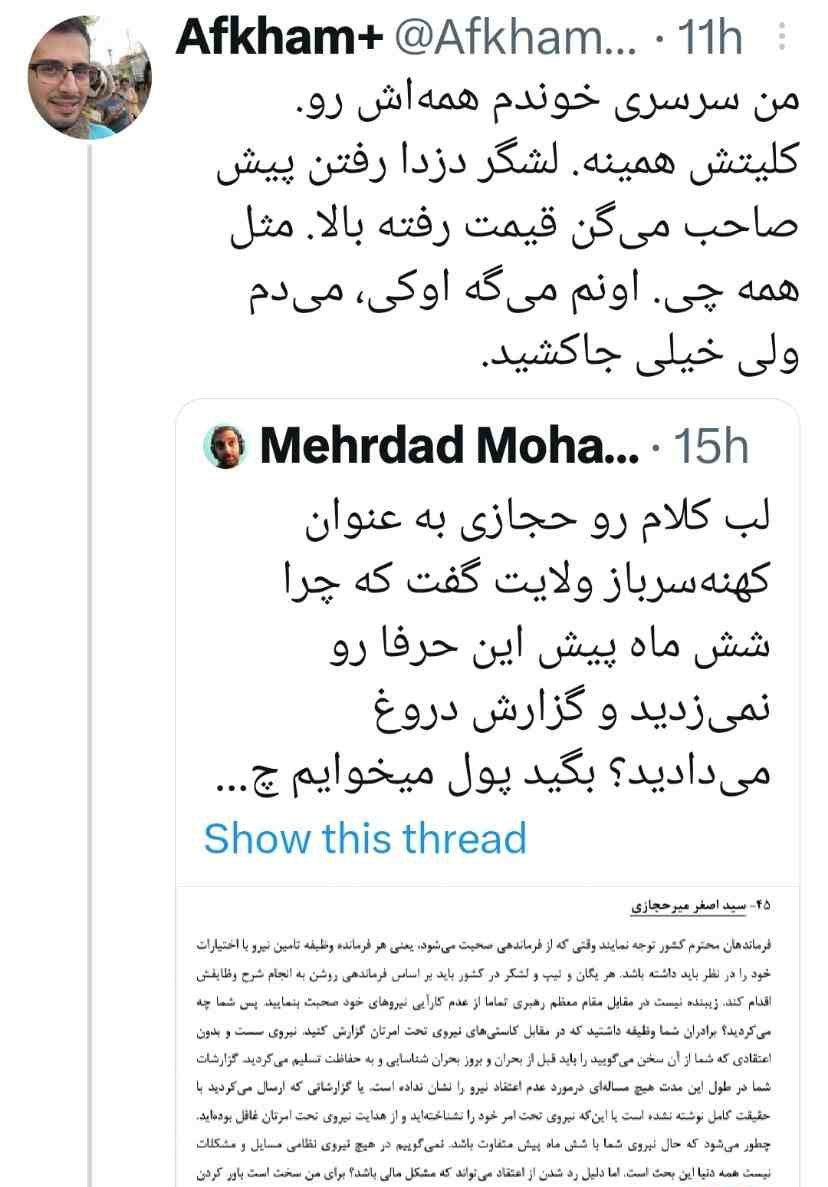 Afkham+ @Afkham... · 11h
من سرسری خوندم همه‌اش رو.
کلیتش همینه. لشگر دزدا رفتن پیش
صاحب می‌گن قیمت رفته بالا. مثل
همه چی. اونم می‌گه اوکی، می‌دم
ولی خیلی جاکشید.
Mehrdad Moha... · 15h
لب کلام رو حجازی به عنوان
کهنه‌سرباز ولایت گفت که چرا
شش ماه پیش این حرفا رو
نمی‌زدید و گزارش دروغ
می‌دادید؟ بگید پول میخوایم چ...
Show this thread
۴۵- سید اصغر میرحجازی
فرماندهان محترم کشور توجه نمایند وقتی که از فرماندهی صحبت می‌شود، یعنی هر فرمانده وظیفه تامین نیرو با اختیارات
خود را در نظر باید داشته باشد. هر یگان و تیپ و لشکر در کشور باید بر اساس فرماندهی روشن به انجام شرح وظایفش
اقدام کند. زیبنده نیست در مقابل مقام معظم رهبری تماما از عدم کارآیی نیروهای خود صحبت بنمایید. پس شما چه
می‌کردید؟ برادران شما وظیفه داشتید که در مقابل کاستی‌های نیروی تحت امرتان گزارش کنید. نیروی سست و بدون
اعتقادی که شما از آن سخن می‌گویید را باید قبل از بحران و بروز بحران شناسایی و به حفاظت تسلیم می‌کردید. گزارشات
شما در طول این مدت هیچ مساله‌ای درمورد عدم اعتقاد نیرو را نشان نداده است. یا گزارشاتی که ارسال می‌کردید با
حقیقت کامل نوشته نشده است یا این‌که نیروی تحت امر خود را نشناخته‌اید و از هدایت نیروی تحت امرتان غافل بوده‌اید.
چطور می‌شود که حال نیروی شما با شش ماه پیش متفاوت باشد. نمی‌گوییم در هیچ نیروی نظامی مسایل و مشکلات
نیست همه دنیا این بحث است. اما دلیل رد شدن از اعتقاد می‌تواند که مشکل مالی باشد؟ برای من سخت است باور کردن